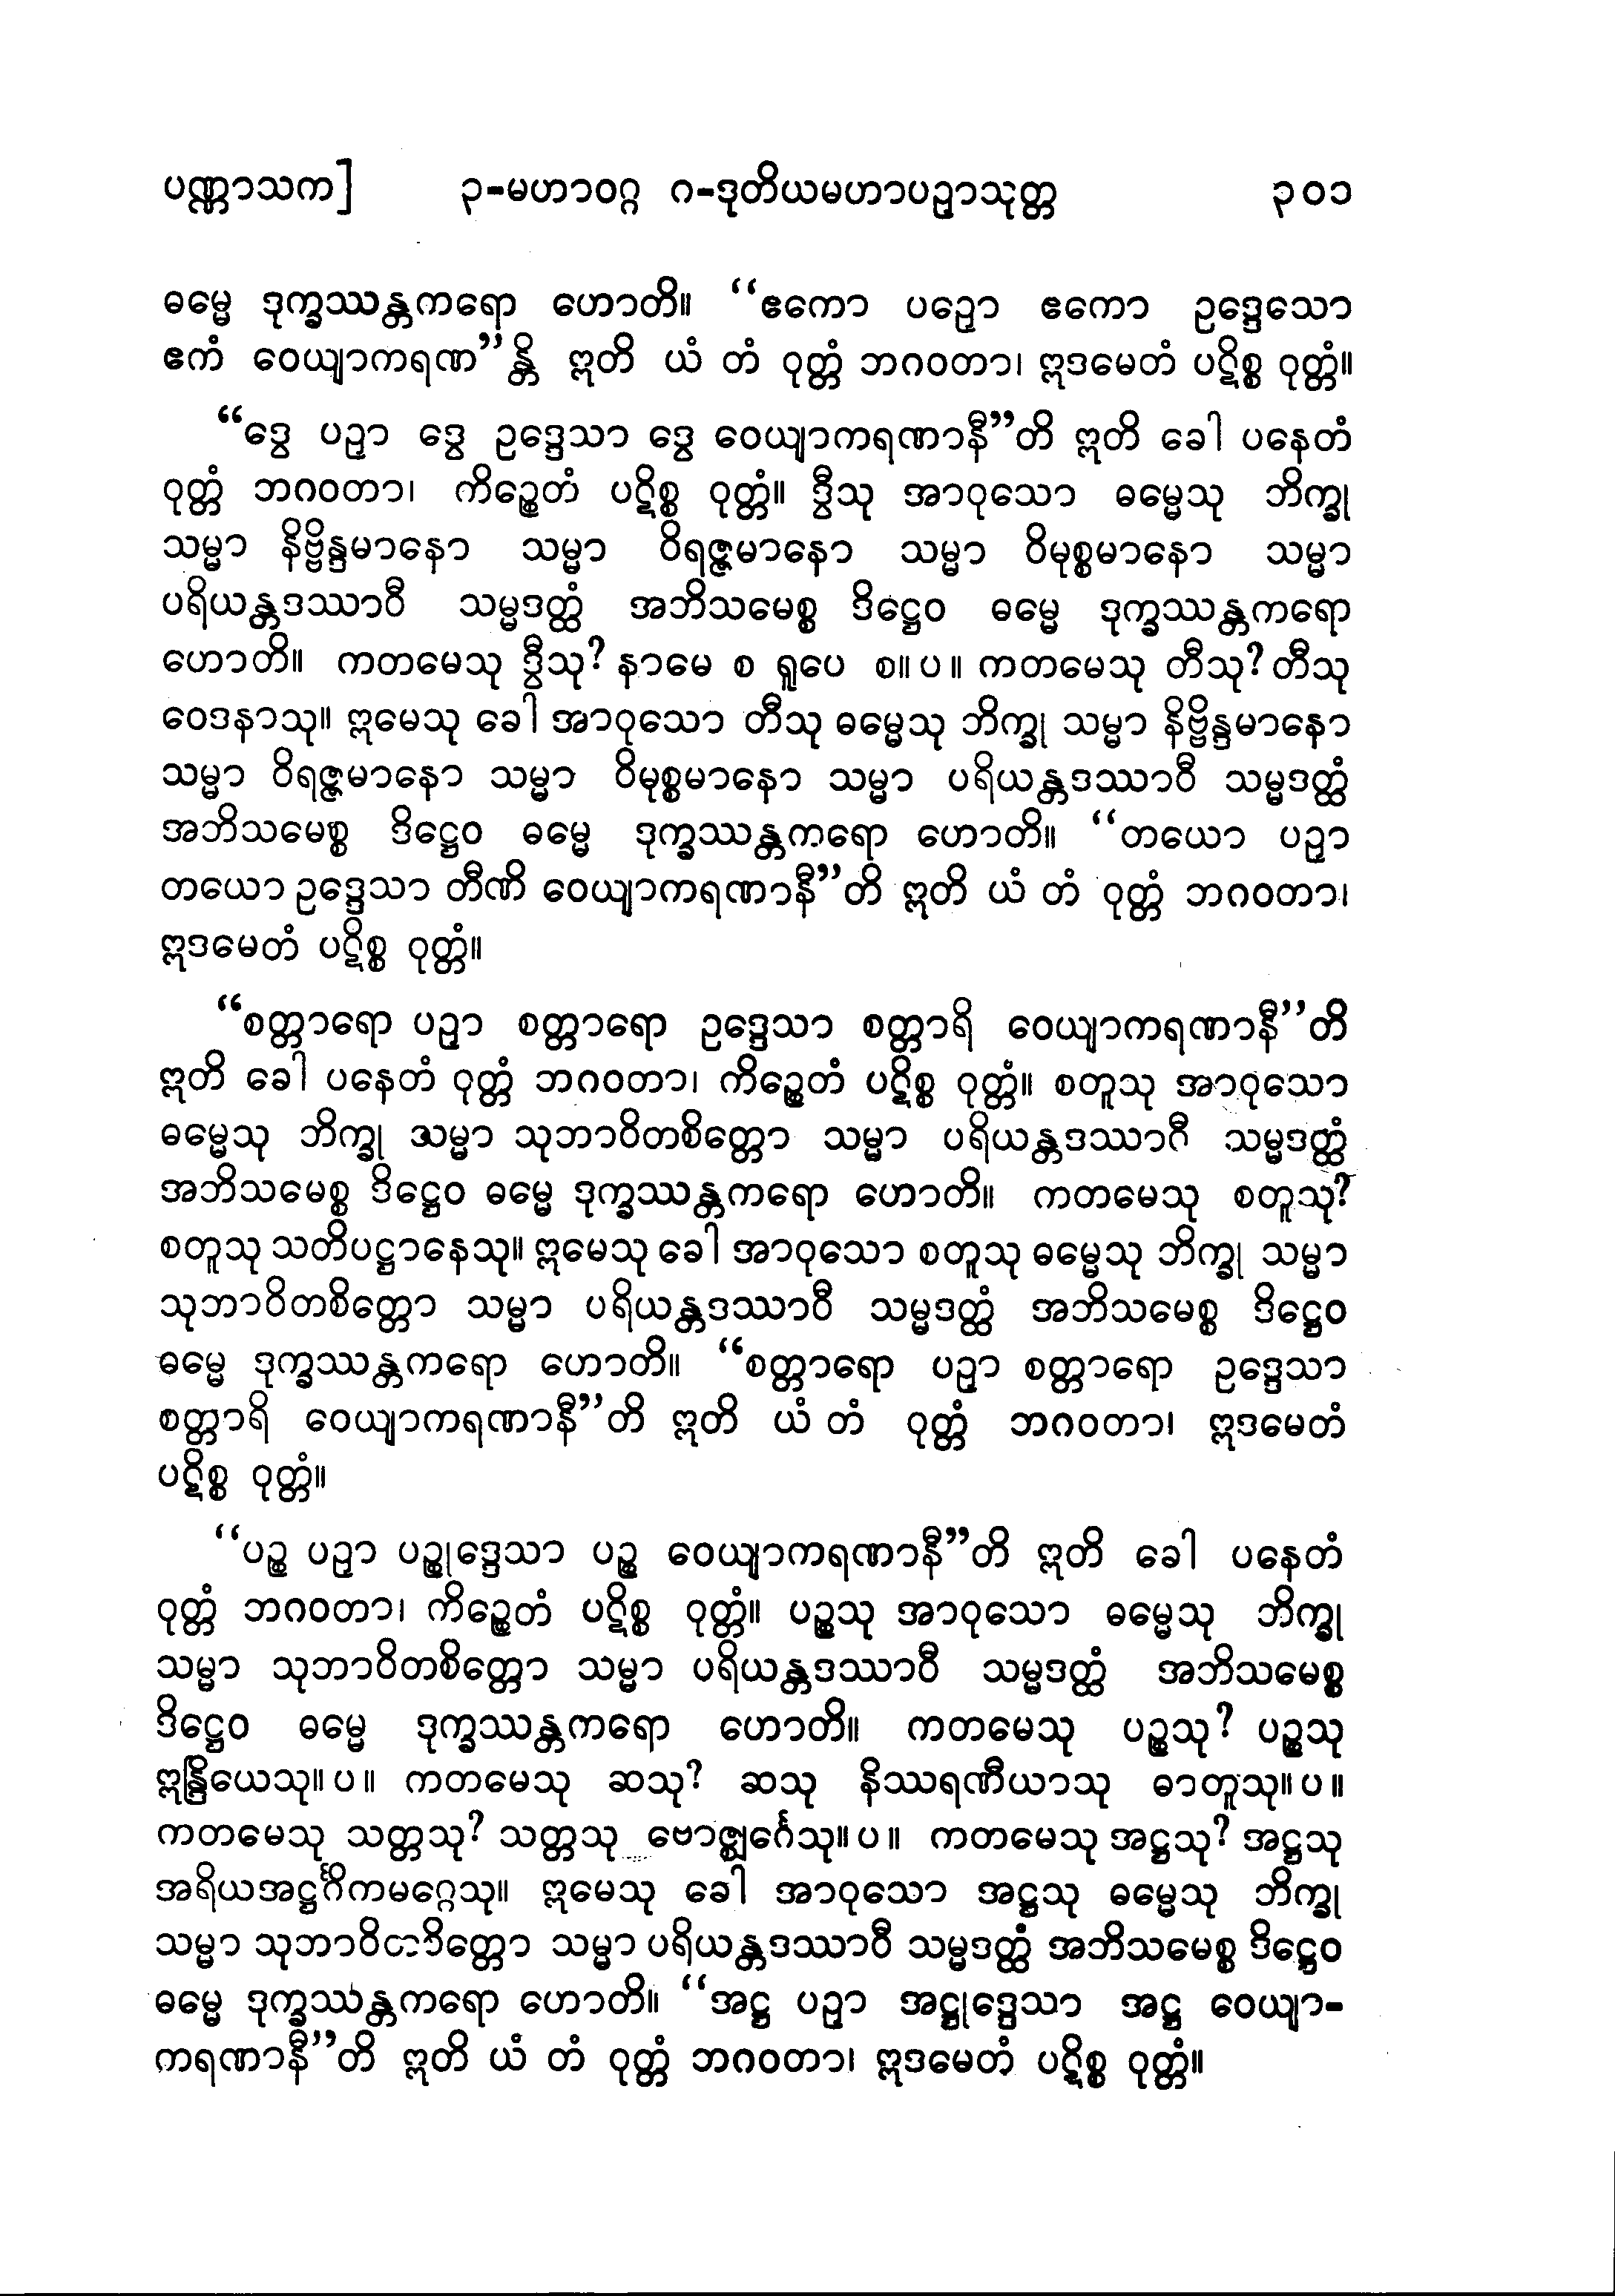 ပဏ္ဏာသက] ၃-မဟာဝဂ္ဂ ဂ-ဒုတိယမဟာပဉှာသုတ္တ ၃၀၁
ဓမ္မေ ဒုက္ခဿန္တကရော ဟောတိ။ “ဧကော ပဉှော ဧကော ဥဒ္ဒေသော
ဧကံ ဝေယျာကရဏ”န္တိ ဣတိ ယံ တံ ဝုတ္တံ ဘဂဝတာ၊ ဣဒမေတံ ပဋိစ္စ ဝုတ္တံ။
“ဒွေ ပဉှာ ဒွေ ဥဒ္ဒေသာ ဒွေ ဝေယျာကရဏာနီ”တိ ဣတိ ခေါ ပနေတံ
ဝုတ္တံ ဘဂဝတာ၊ ကိဉ္စေတံ ပဋိစ္စ ဝုတ္တံ။ ဒွီသု အာဝုသော ဓမ္မေသု ဘိက္ခု
သမ္မာ နိဗ္ဗိန္ဒမာနော သမ္မာ ဝိရဇ္ဇမာနော သမ္မာ ဝိမုစ္စမာနော သမ္မာ
ပရိယန္တဒဿာဝီ သမ္မဒတ္ထံ အဘိသမေစ္စ ဒိဋ္ဌေဝ ဓမ္မေ ဒုက္ခဿန္တကရော
ဟောတိ။ ကတမေသု ဒွီသု? နာမေ စ ရူပေ စ။ပ။ ကတမေသု တီသု? တီသု
ဝေဒနာသု။ ဣမေသု ခေါ အာဝုသော တီသု ဓမ္မေသု ဘိက္ခု သမ္မာ နိဗ္ဗိန္ဒမာနော
သမ္မာ ဝိရဇ္ဇမာနော သမ္မာ ဝိမုစ္စမာနော သမ္မာ ပရိယန္တဒဿာဝီ သမ္မဒတ္ထံ
အဘိသမေစ္စ ဒိဋ္ဌေဝ ဓမ္မေ ဒုက္ခဿန္တကရော ဟောတိ။ “တယော ပဉှာ
တယော ဥဒ္ဒေသာ တီဏိ ဝေယျာကရဏာနီ”တိ ဣတိ ယံ တံ ဝုတ္တံ ဘဂဝတာ၊
ဣဒမေတံ ပဋိစ္စ ဝုတ္တံ။
“စတ္တာရော ပဉှာ စတ္တာရော ဥဒ္ဒေသာ စတ္တာရိ ဝေယျာကရဏာနီ”တိ
ဣတိ ခေါ ပနေတံ ဝုတ္တံ ဘဂဝတာ၊ ကိဉ္စေတံ ပဋိစ္စ ဝုတ္တံ။ စတူသု အာဝုသော
ဓမ္မေသု ဘိက္ခု သမ္မာ သုဘာဝိတစိတ္တော သမ္မာ ပရိယန္တဒဿာဂီ သမ္မဒတ္ထံ
အဘိသမေစ္စ ဒိဋ္ဌေဝ ဓမ္မေ ဒုက္ခဿန္တကရော ဟောတိ။ ကတမေသု စတူသု?
စတူသု သတိပဋ္ဌာနေသု။ ဣမေသု ခေါ အာဝုသော စတူသု ဓမ္မေသု ဘိက္ခု သမ္မာ
သုဘာဝိတစိတ္တော သမ္မာ ပရိယန္တဒဿာဝီ သမ္မဒတ္ထံ အဘိသမေစ္စ ဒိဋ္ဌေဝ
ဓမ္မေ ဒုက္ခဿန္တကရော ဟောတိ။ “စတ္တာရော ပဉှာ စတ္တာရော ဥဒ္ဒေသာ
စတ္တာရိ ဝေယျာကရဏာနီ”တိ ဣတိ ယံ တံ ဝုတ္တံ ဘဂဝတာ၊ ဣဒမေတံ
ပဋိစ္စ ဝုတ္တံ။
“ပဉ္စ ပဉှာ ပဉ္စုဒ္ဒေသာ ပဉ္စ ဝေယျာကရဏာနီ”တိ ဣတိ ခေါ ပနေတံ
ဝုတ္တံ ဘဂဝတာ၊ ကိဉ္စေတံ ပဋိစ္စ ဝုတ္တံ။ ပဉ္စသု အာဝုသော ဓမ္မေသု ဘိက္ခု
သမ္မာ သုဘာဝိတစိတ္တော သမ္မာ ပရိယန္တဒဿာဝီ သမ္မဒတ္ထံ အဘိသမေစ္စ
ဒိဋ္ဌေဝ ဓမ္မေ ဒုက္ခဿန္တကရော ဟောတိ။ ကတမေသု ပဉ္စသု? ပဉ္စသု
ဣန္ဒြိယေသု။ပ။ ကတမေသု ဆသု? ဆသု နိဿရဏီယာသု ဓာတူသု။ပ။
ကတမေသု သတ္တသု? သတ္တသု ဗောဇ္ဈင်္ဂေသု။ပ။ ကတမေသု အဋ္ဌသု? အဋ္ဌသု
အရိယအဋ္ဌင်္ဂိကမဂ္ဂေသု။ ဣမေသု ခေါ အာဝုသော အဋ္ဌသု ဓမ္မေသု ဘိက္ခု
သမ္မာ သုဘာဝိတစိတ္တော သမ္မာ ပရိယန္တဒဿာဝီ သမ္မဒတ္ထံ အဘိသမေစ္စ ဒိဋ္ဌေဝ
ဓမ္မေ ဒုက္ခဿန္တကရော ဟောတိ။ “အဋ္ဌ ပဉှာ အဋ္ဌုဒ္ဒေသာ အဋ္ဌ ဝေယျာ-
ကရဏာနီ”တိ ဣတိ ယံ တံ ဝုတ္တံ ဘဂဝတာ၊ ဣဒမေတံ ပဋိစ္စ ဝုတ္တံ။